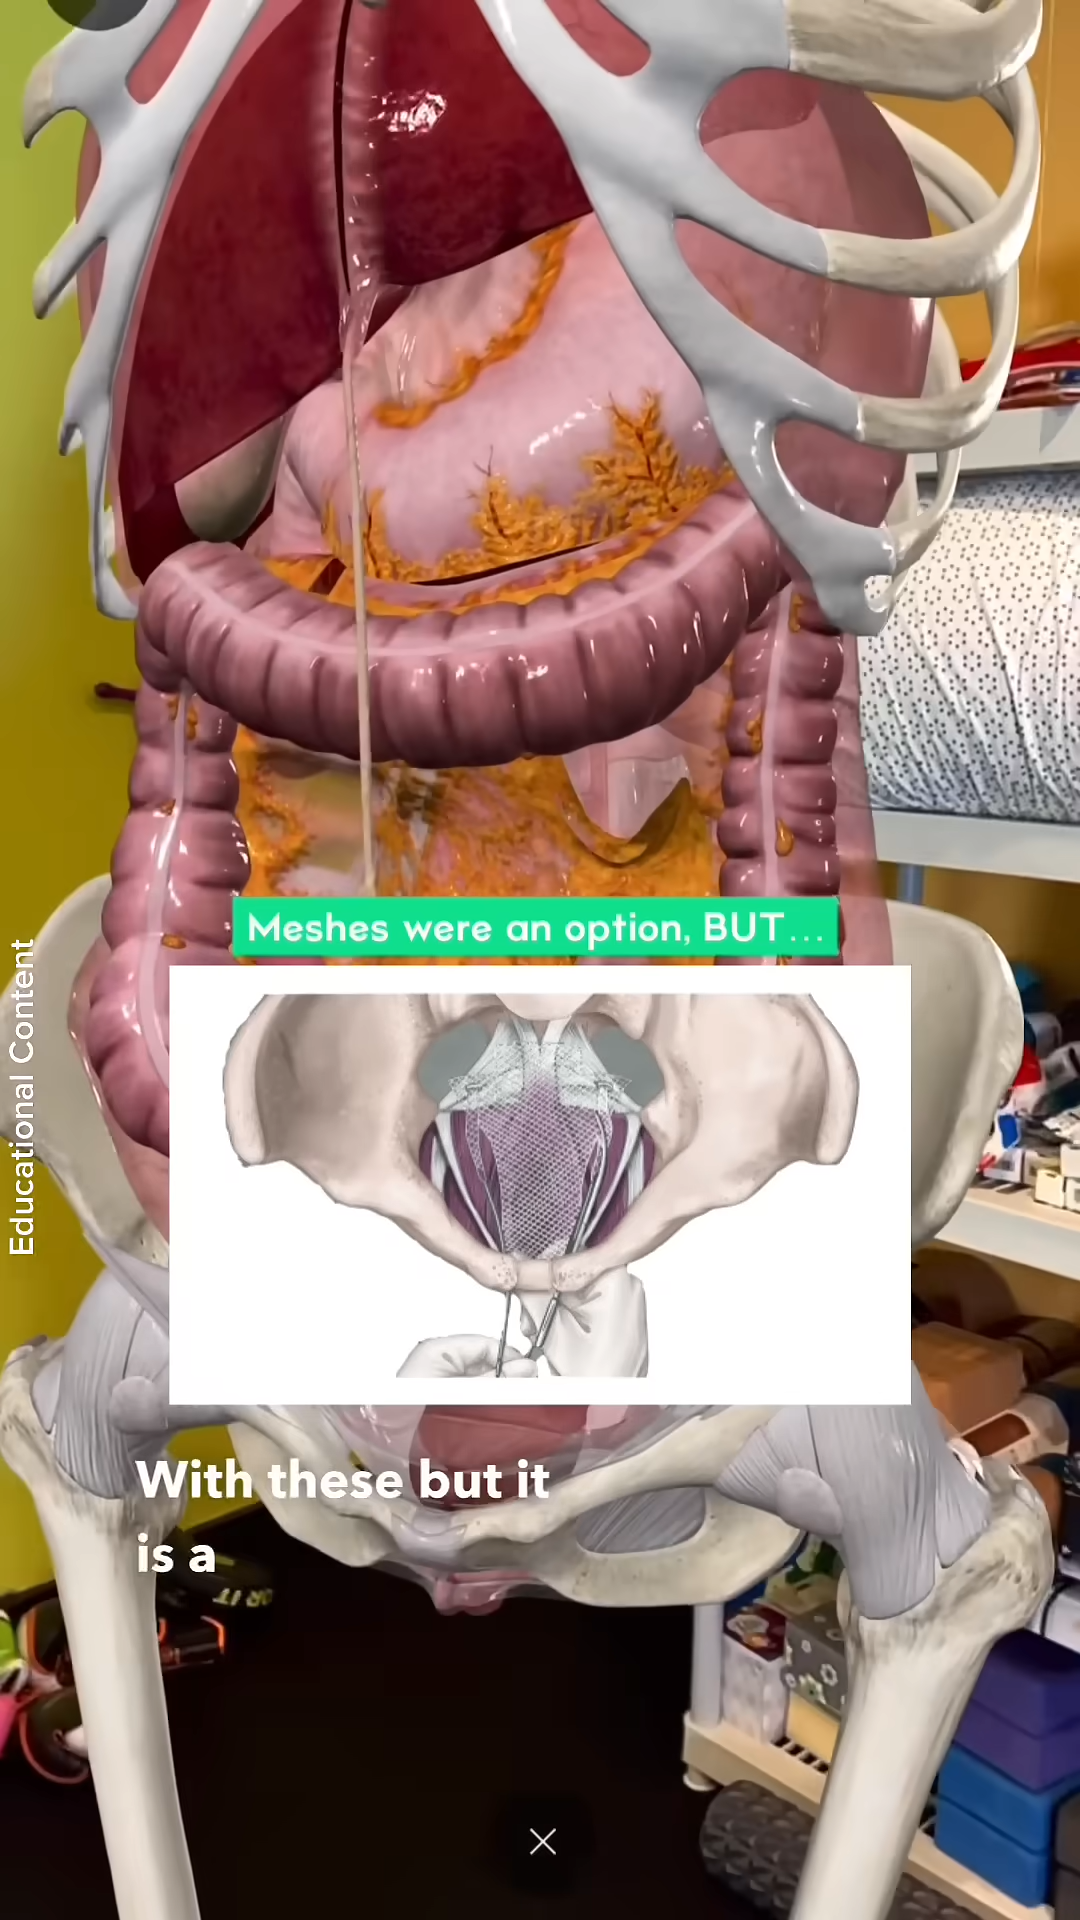 Meshes were an option, BUT...
Educational Content
With these but it
is a